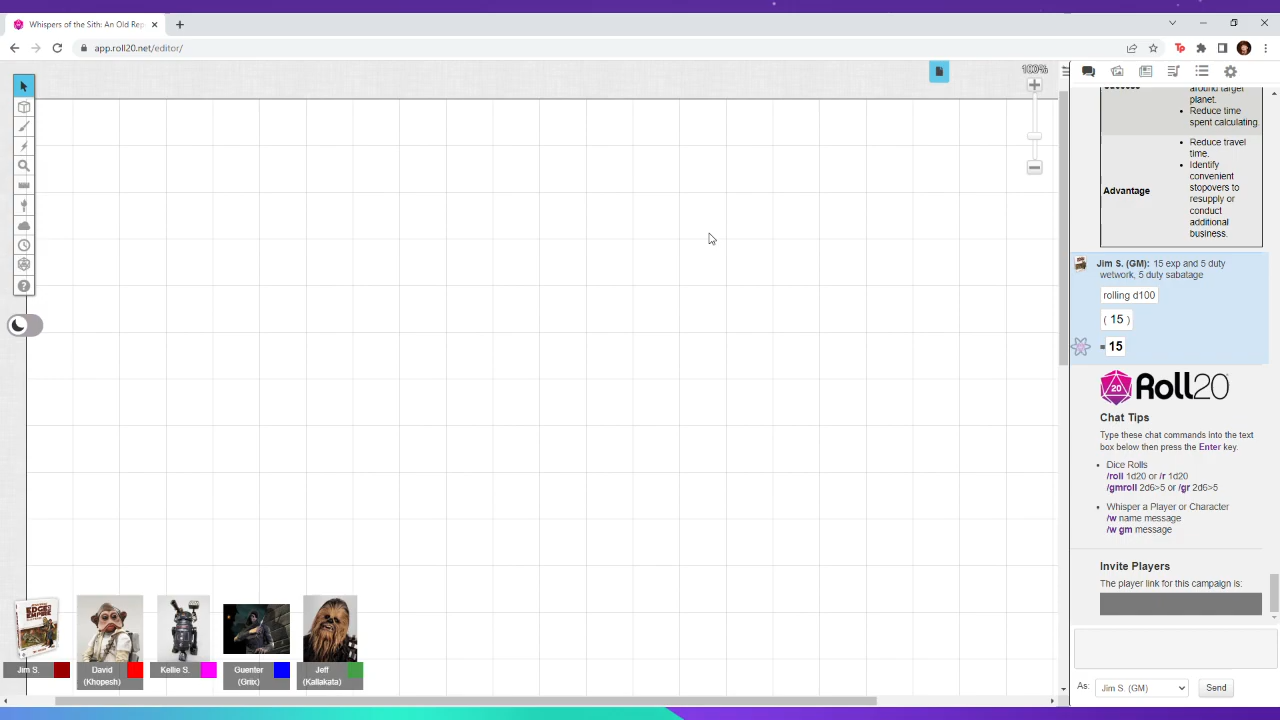 Whispers of the Sith: An Old Rep
app.roll20.net/editor/
Tp
100%
Success
around target
planet.
Reduce time
spent calculating
Advantage
Reduce travel
time.
Identify
convenient
stopovers to
resupply or
conduct
additional
business.
Jim S. (GM): 15 exp and 5 duty
wetwork, 5 duty sabatage
rolling d100
( 15 )
= 15
20 Roll20
Chat Tips
Type these chat commands into the text
box below then press the Enter key.
Dice Rolls
/roll 1d20 or /r 1d20
/gmroll 2d6>5 or /gr 2d6>5
Whisper a Player or Character
/w name message
/w gm message
Invite Players
The player link for this campaign is:
As: Jim S. (GM) Send
EDGE
EMPIRE
Jim S.
David
(Khopesh)
Kellie S.
Guenter
(Griix)
Jeff
(Kallakata)